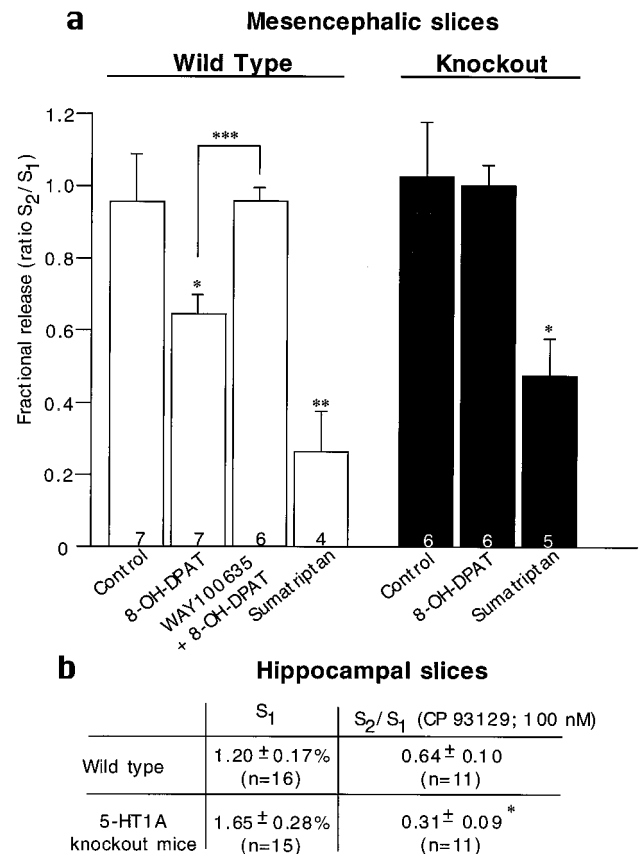 a Mesencephalic slices
Wild Type Knockout
Fractional release (ratio S2/S1)
1.2
1.0
0.8
0.6
0.4
0.2
0
***
*
**
*
7 7 6 4 6 6 5
Control
8-OH-DPAT
WAY100635
+ 8-OH-DPAT
Sumatriptan
Control
8-OH-DPAT
Sumatriptan
b Hippocampal slices
S1 S2/S1 (CP 93129; 100 nM)
Wild type 1.20 ± 0.17% 0.64 ± 0.10
(n=16) (n=11)
5-HT1A 1.65 ± 0.28% 0.31 ± 0.09 *
knockout mice (n=15) (n=11)